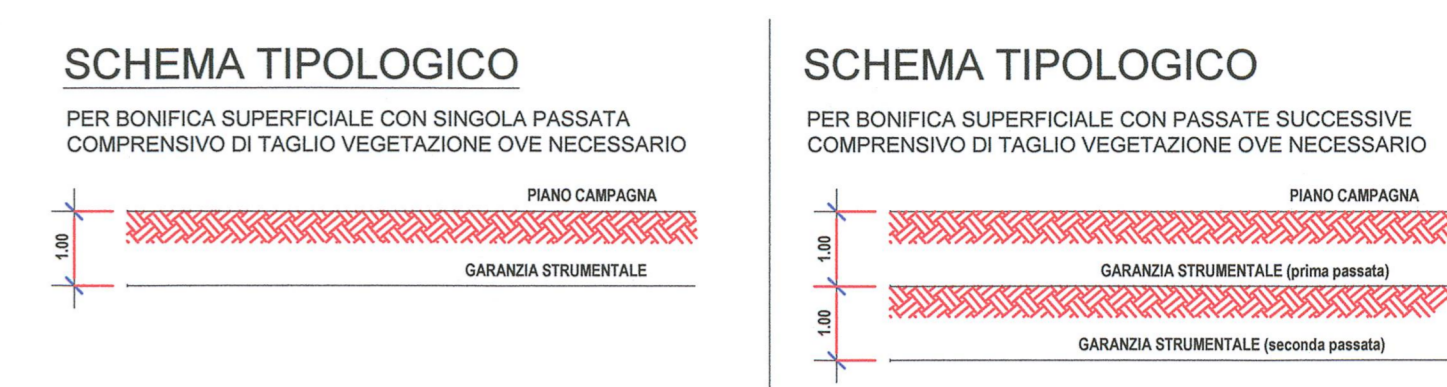 SCHEMA TIPOLOGICO
PER BONIFICA SUPERFICIALE CON SINGOLA PASSATA
COMPRENSIVO DI TAGLIO VEGETAZIONE OVE NECESSARIO
PIANO CAMPAGNA
1.00
GARANZIA STRUMENTALE
SCHEMA TIPOLOGICO
PER BONIFICA SUPERFICIALE CON PASSATE SUCCESSIVE
COMPRENSIVO DI TAGLIO VEGETAZIONE OVE NECESSARIO
PIANO CAMPAGNA
1.00
GARANZIA STRUMENTALE (prima passata)
1.00
GARANZIA STRUMENTALE (seconda passata)